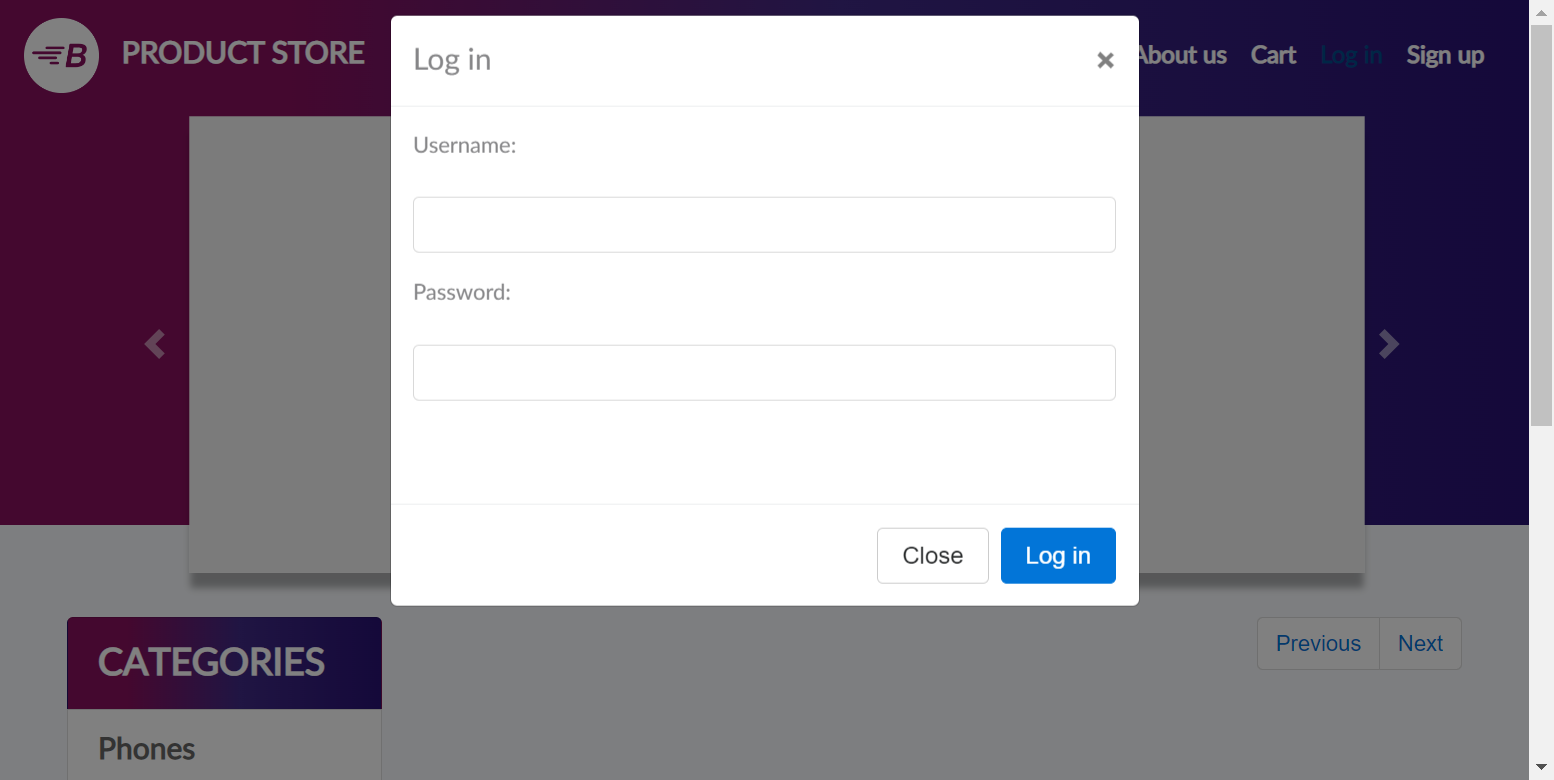 B PRODUCT STORE
About us Cart Log in Sign up
Log in ×
Username:
Password:
Close Log in
CATEGORIES
Previous Next
Phones